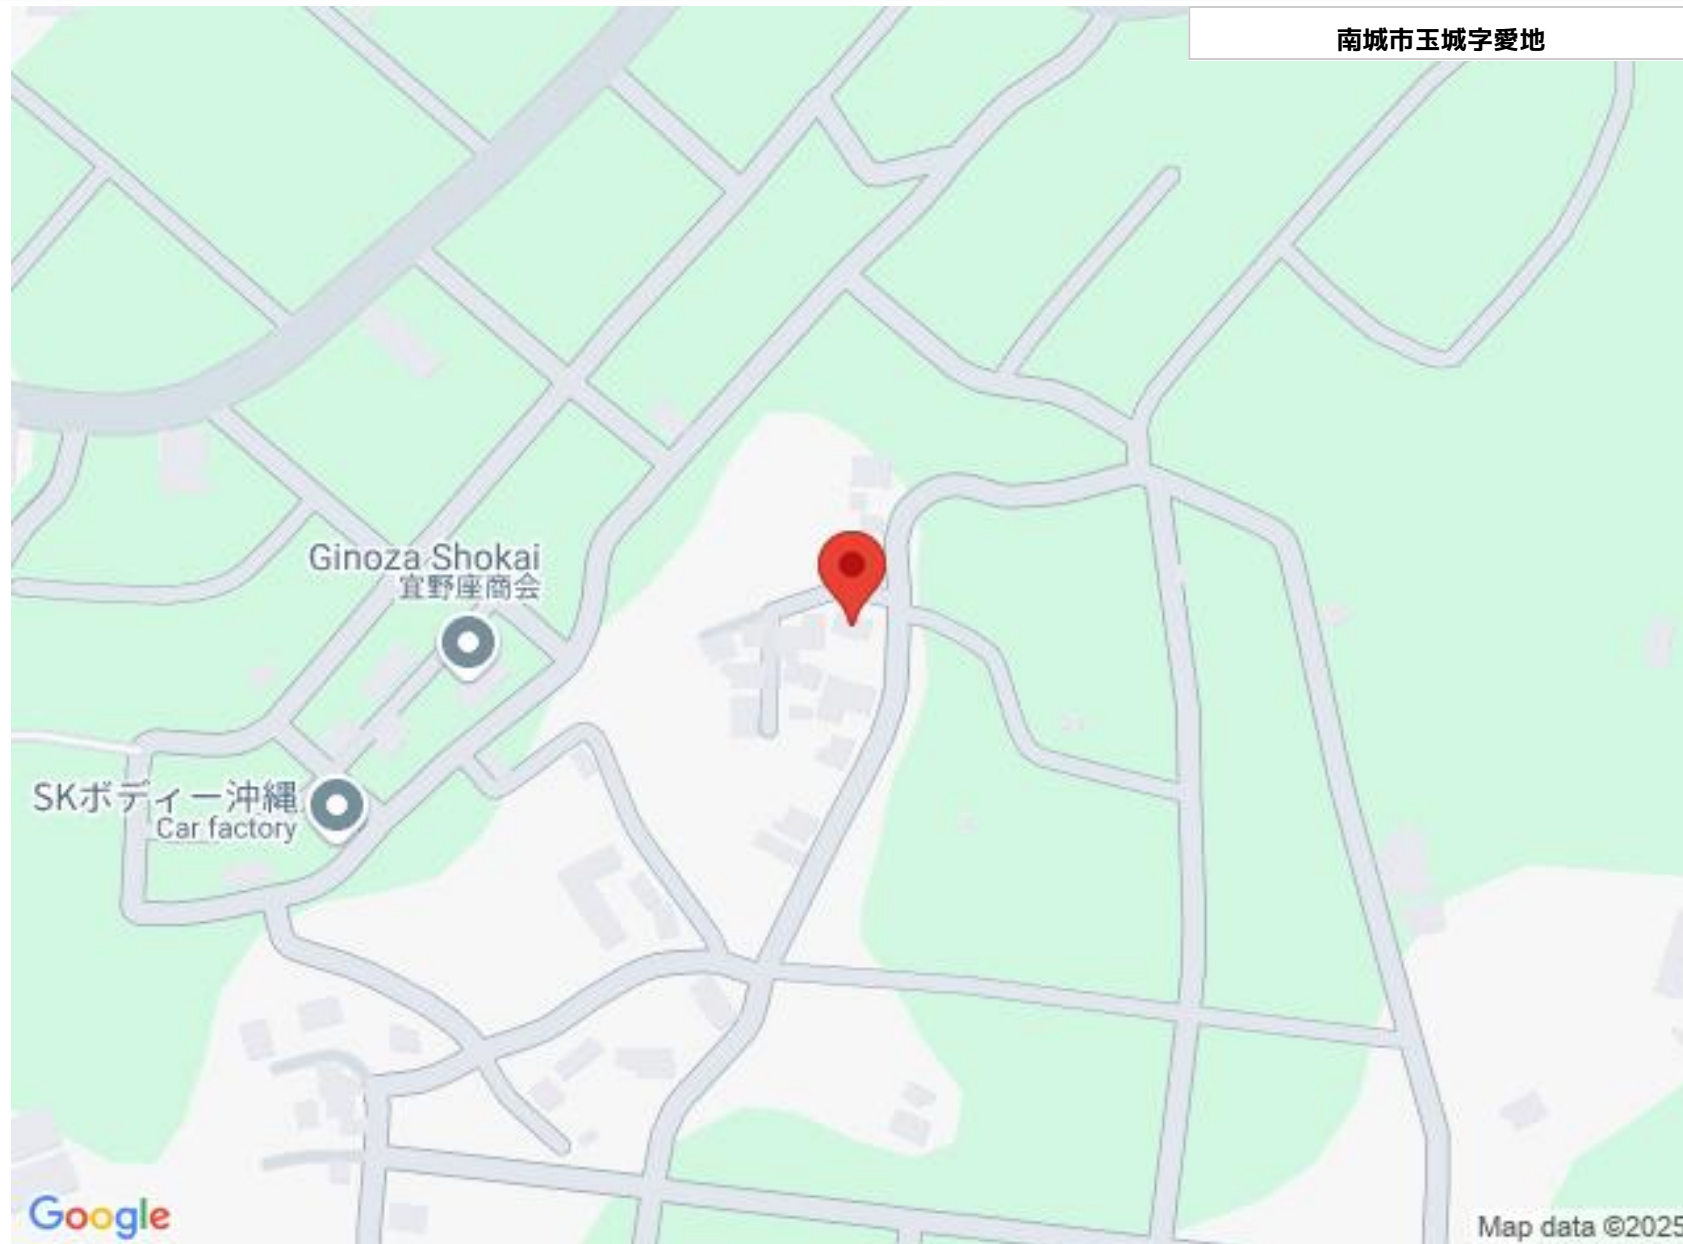 南城市玉城字愛地
Ginoza Shokai
宜野座商会
SKボディー沖縄
Car factory
Google
Map data ©2025